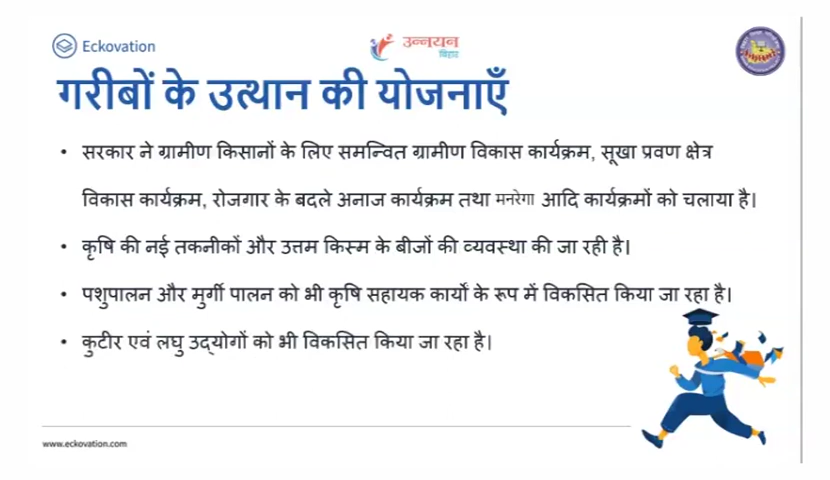 Eckovation
उन्नयन
बिहार
गरीबों के उत्थान की योजनाएँ
• सरकार ने ग्रामीण किसानों के लिए समन्वित ग्रामीण विकास कार्यक्रम, सूखा प्रवण क्षेत्र
विकास कार्यक्रम, रोजगार के बदले अनाज कार्यक्रम तथा मनरेगा आदि कार्यक्रमों को चलाया है।
• कृषि की नई तकनीकों और उत्तम किस्म के बीजों की व्यवस्था की जा रही है।
• पशुपालन और मुर्गी पालन को भी कृषि सहायक कार्यों के रूप में विकसित किया जा रहा है।
• कुटीर एवं लघु उद्योगों को भी विकसित किया जा रहा है।
www.eckovation.com